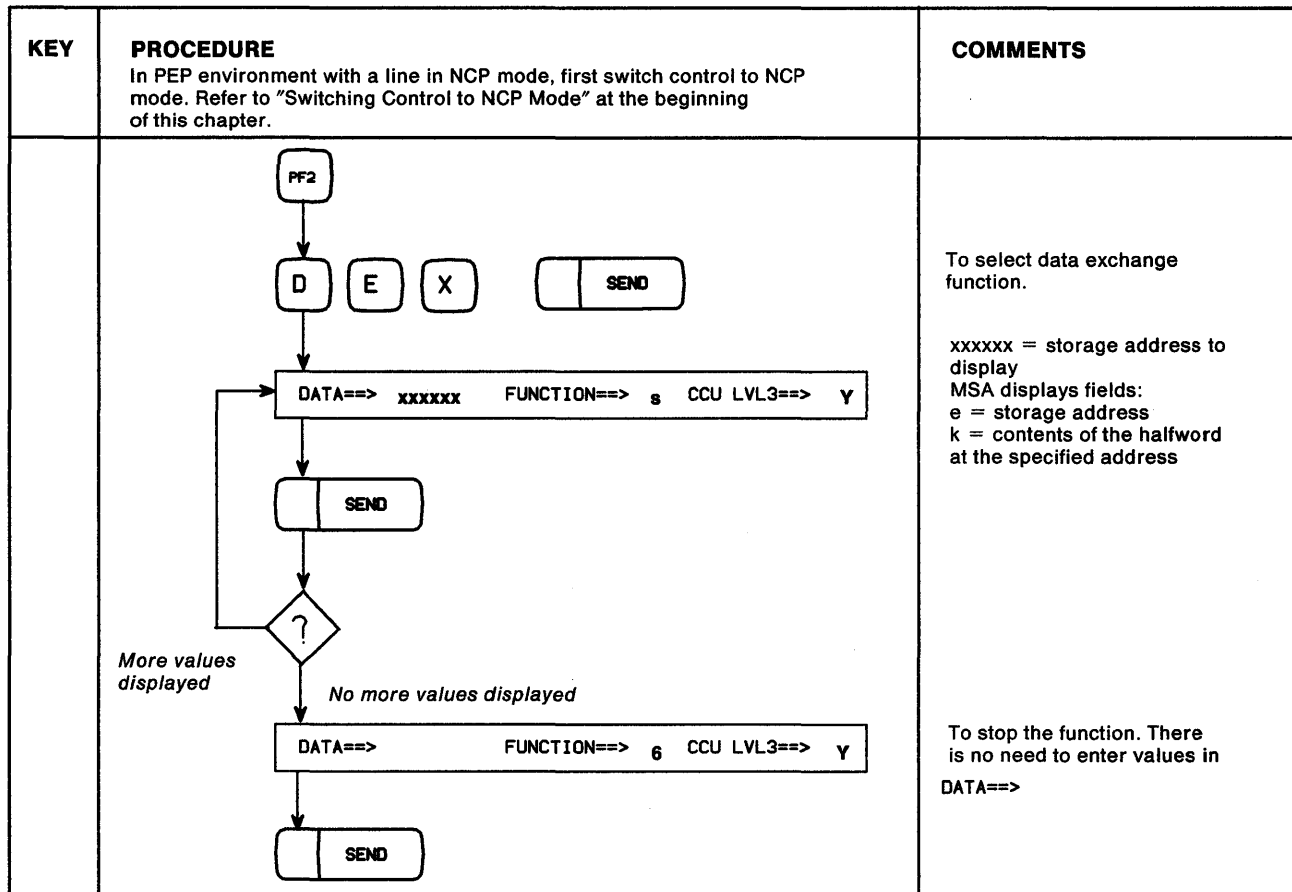 KEY
PROCEDURE
In PEP environment with a line in NCP mode, first switch control to NCP
mode. Refer to "Switching Control to NCP Mode" at the beginning
of this chapter.
COMMENTS
PF2
D E X SEND
To select data exchange
function.
DATA==> xxxxxx FUNCTION==> s CCU LVL3==> Y
xxxxxx = storage address to
display
MSA displays fields:
e = storage address
k = contents of the halfword
at the specified address
SEND
?
More values
displayed
No more values displayed
DATA==> FUNCTION==> 6 CCU LVL3==> Y
To stop the function. There
is no need to enter values in
DATA==>
SEND